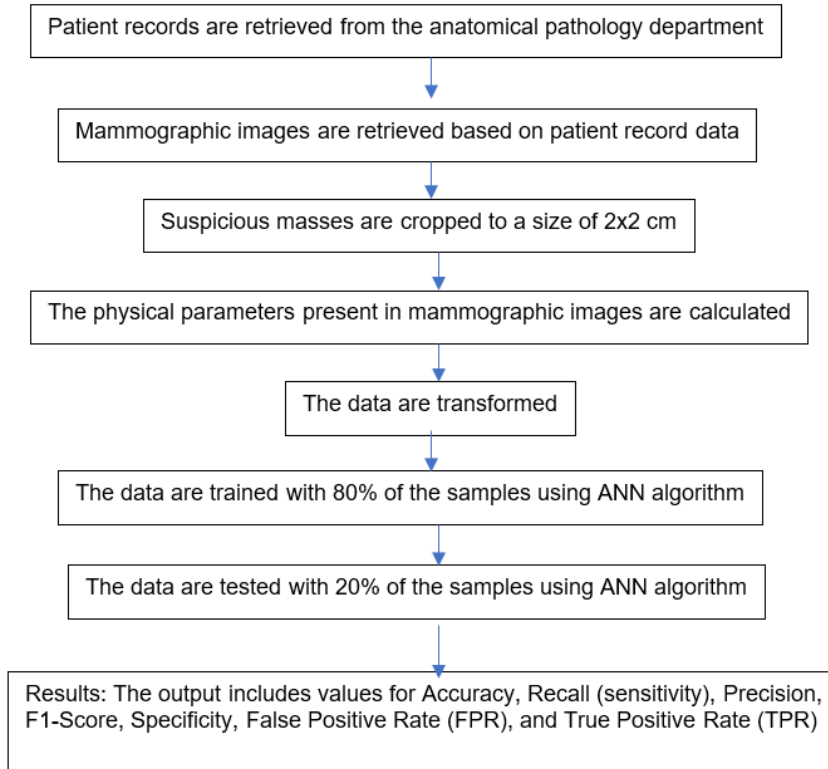 Patient records are retrieved from the anatomical pathology department
Mammographic images are retrieved based on patient record data
Suspicious masses are cropped to a size of 2x2 cm
The physical parameters present in mammographic images are calculated
The data are transformed
The data are trained with 80% of the samples using ANN algorithm
The data are tested with 20% of the samples using ANN algorithm
Results: The output includes values for Accuracy, Recall (sensitivity), Precision,
F1-Score, Specificity, False Positive Rate (FPR), and True Positive Rate (TPR)